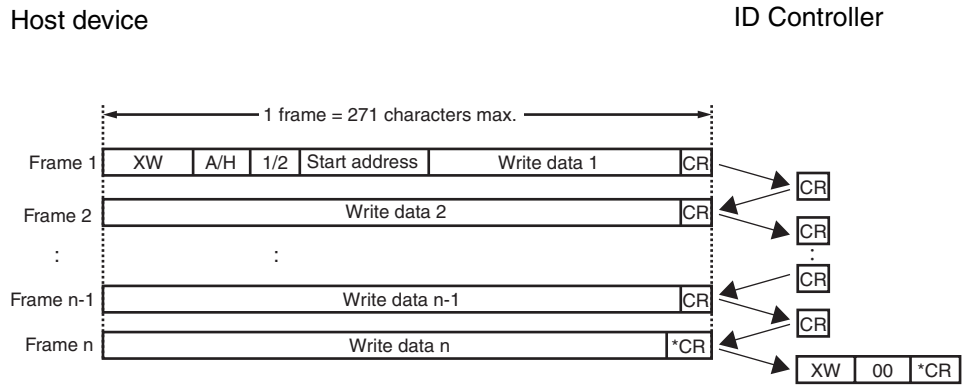 Host device
ID Controller
1 frame = 271 characters max.
Frame 1 XW A/H 1/2 Start address Write data 1 CR
CR
Frame 2 Write data 2 CR
CR
: : :
CR
Frame n-1 Write data n-1 CR
CR
Frame n Write data n *CR
XW 00 *CR